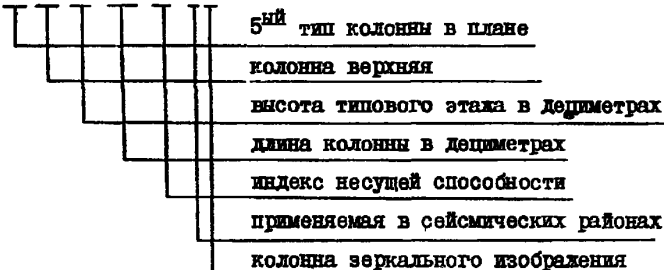 5ый тип колонны в плане
колонна верхняя
высота типового этажа в дециметрах
длина колонны в дециметрах
индекс несущей способности
применяемая в сейсмических районах
колонна зеркального изображения